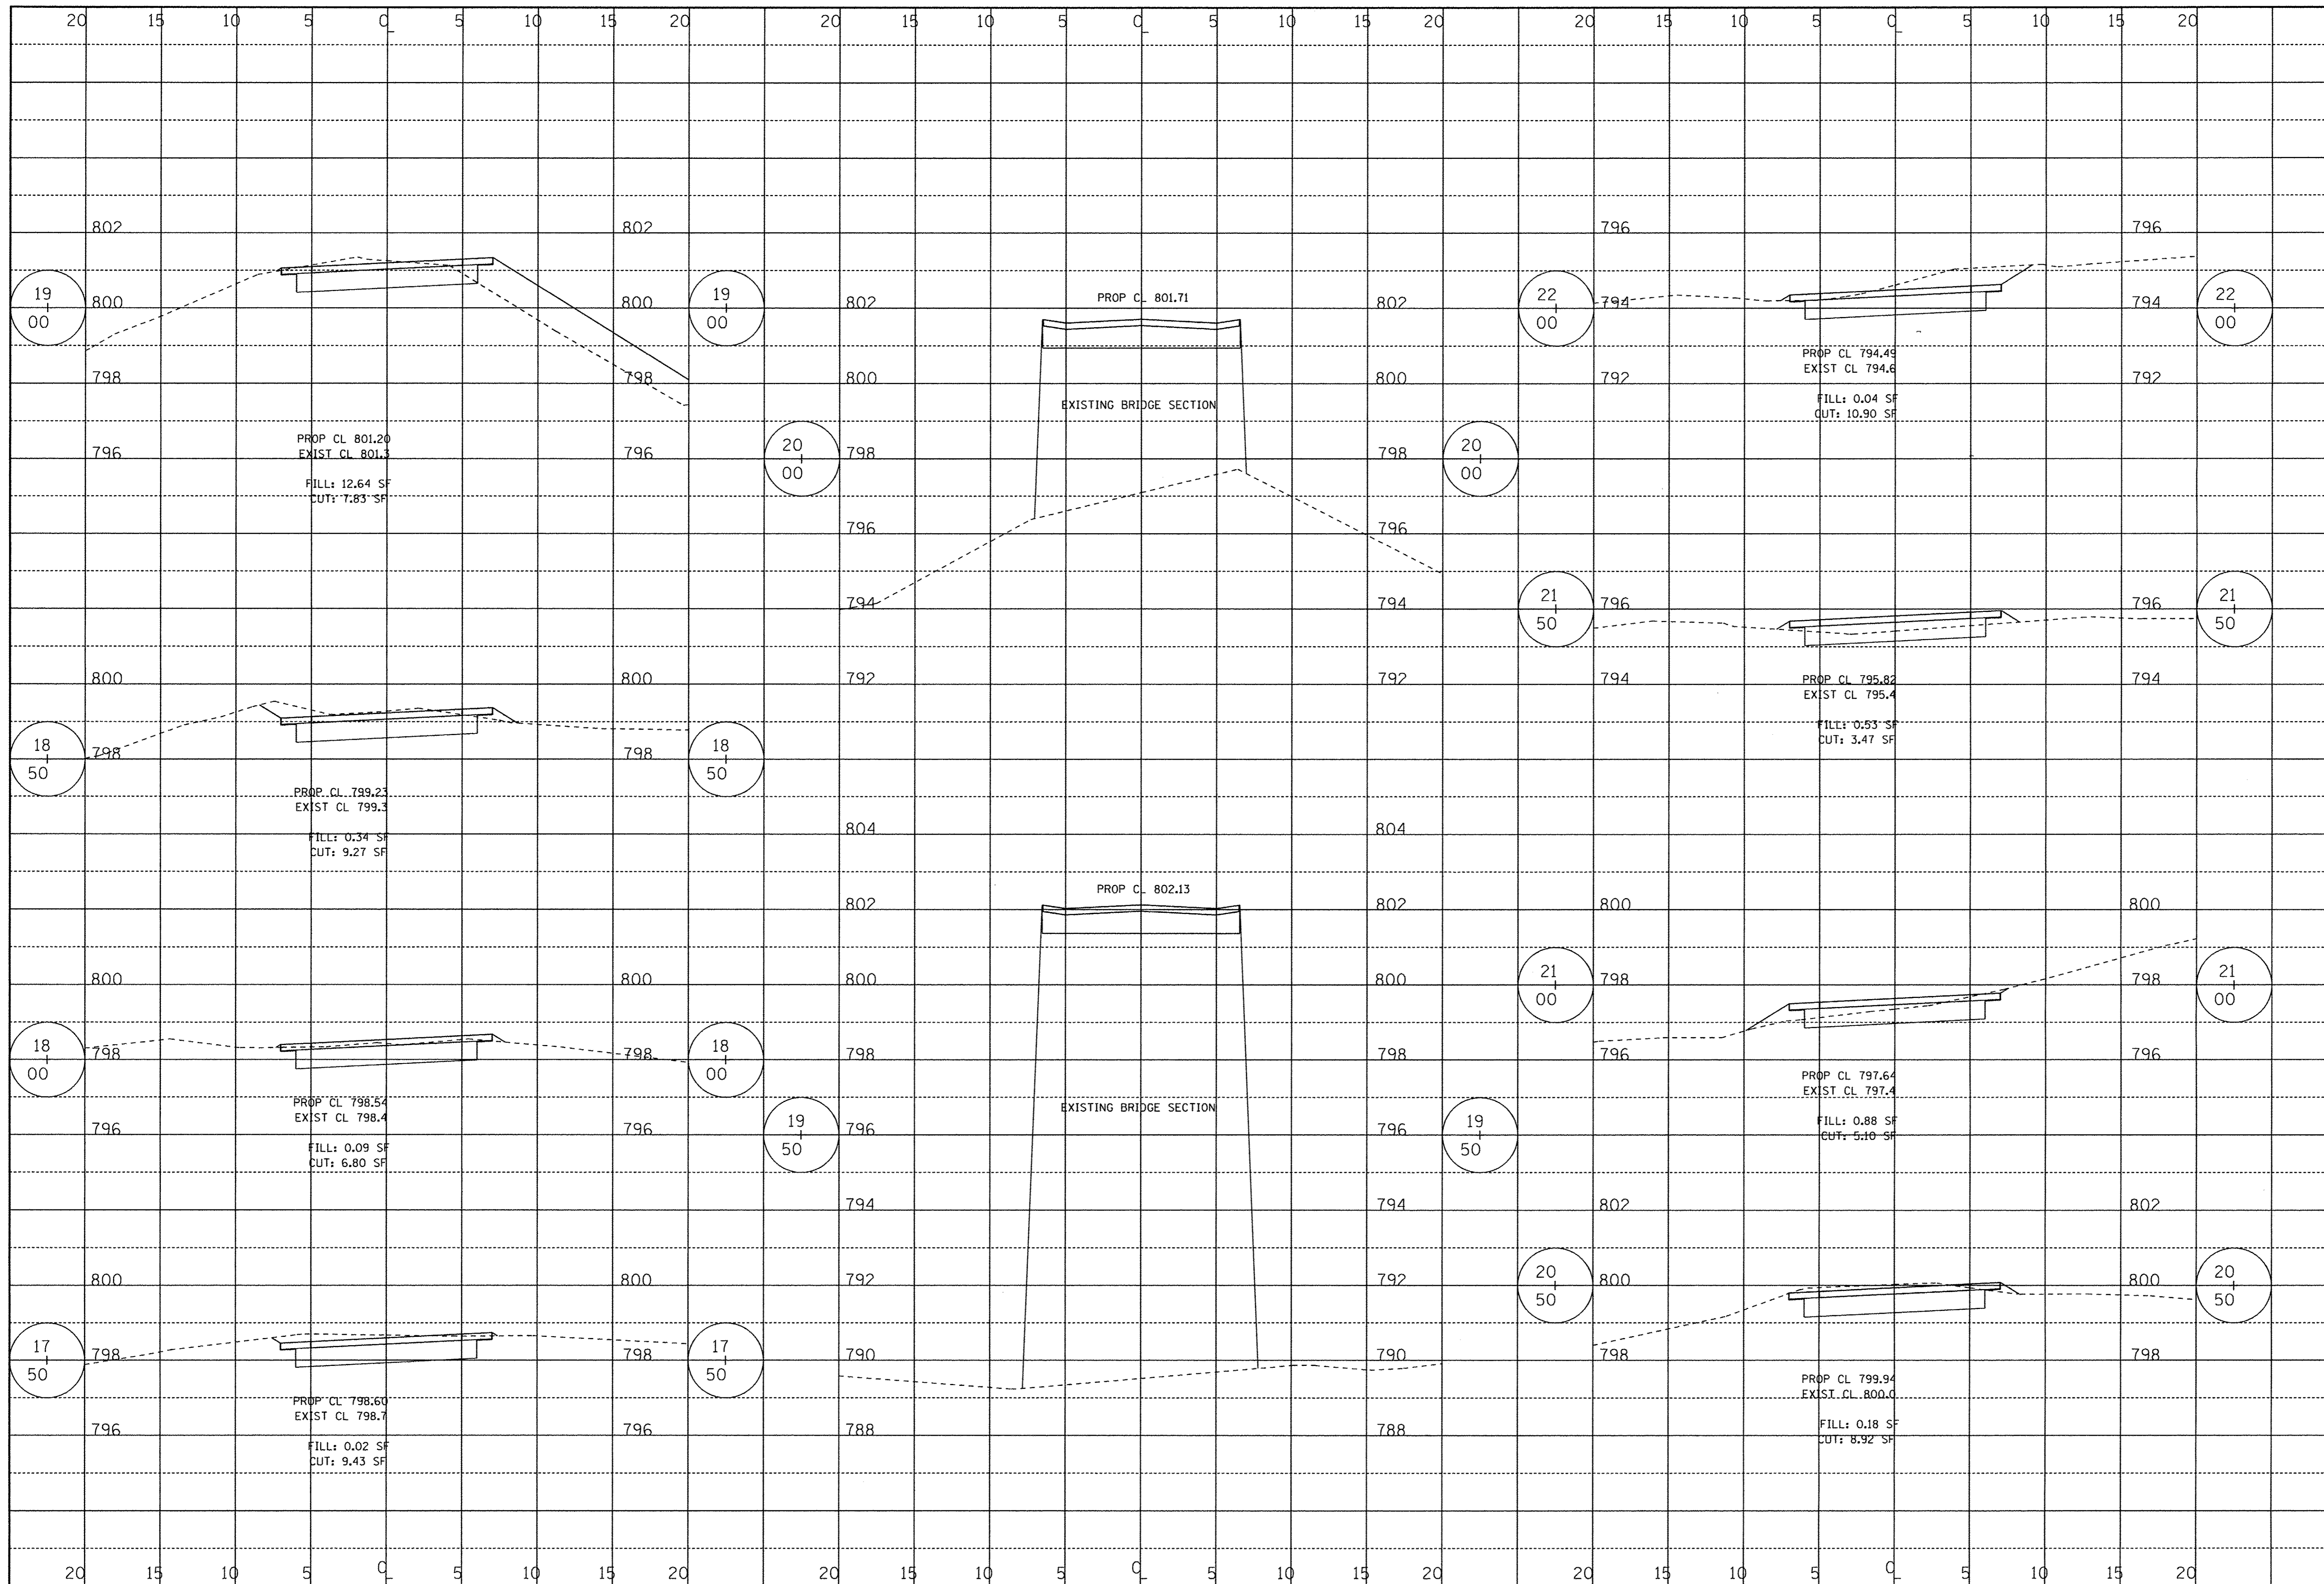 20 15 10 5 C̲ 5 10 15 20 20 15 10 5 C̲ 5 10 15 20 20 15 10 5 C̲ 5 10 15 20
802 802
19 00 800 800 19 00
798 798
PROP CL 801.20
EXIST CL 801.3
796 796
FILL: 12.64 SF
CUT: 7.83 SF
800 800
18 50 798 798 18 50
PROP CL 799.23
EXIST CL 799.3
FILL: 0.34 SF
CUT: 9.27 SF
800 800
18 00 798 798 18 00
PROP CL 798.54
EXIST CL 798.4
796 796
FILL: 0.09 SF
CUT: 6.80 SF
800 800
17 50 798 798 17 50
PROP CL 798.60
EXIST CL 798.7
796 796
FILL: 0.02 SF
CUT: 9.43 SF
PROP CL 801.71
802 802
800 800
EXISTING BRIDGE SECTION
20 00 798 798 20 00
796 796
794 794
792 792
804 804
PROP CL 802.13
802 802
800 800
798 798
EXISTING BRIDGE SECTION
19 50 796 796 19 50
794 794
792 792
790 790
788 788
796 796
22 00 794 794 22 00
PROP CL 794.49
EXIST CL 794.6
792 792
FILL: 0.04 SF
CUT: 10.90 SF
21 50 796 796 21 50
PROP CL 795.82
EXIST CL 795.4
794 794
FILL: 0.53 SF
CUT: 3.47 SF
800 800
21 00 798 798 21 00
796 796
PROP CL 797.64
EXIST CL 797.4
FILL: 0.88 SF
CUT: 5.10 SF
802 802
20 50 800 800 20 50
798 798
PROP CL 799.94
EXIST CL 800.0
FILL: 0.18 SF
CUT: 8.92 SF
20 15 10 5 C̲ 5 10 15 20 20 15 10 5 C̲ 5 10 15 20 20 15 10 5 C̲ 5 10 15 20